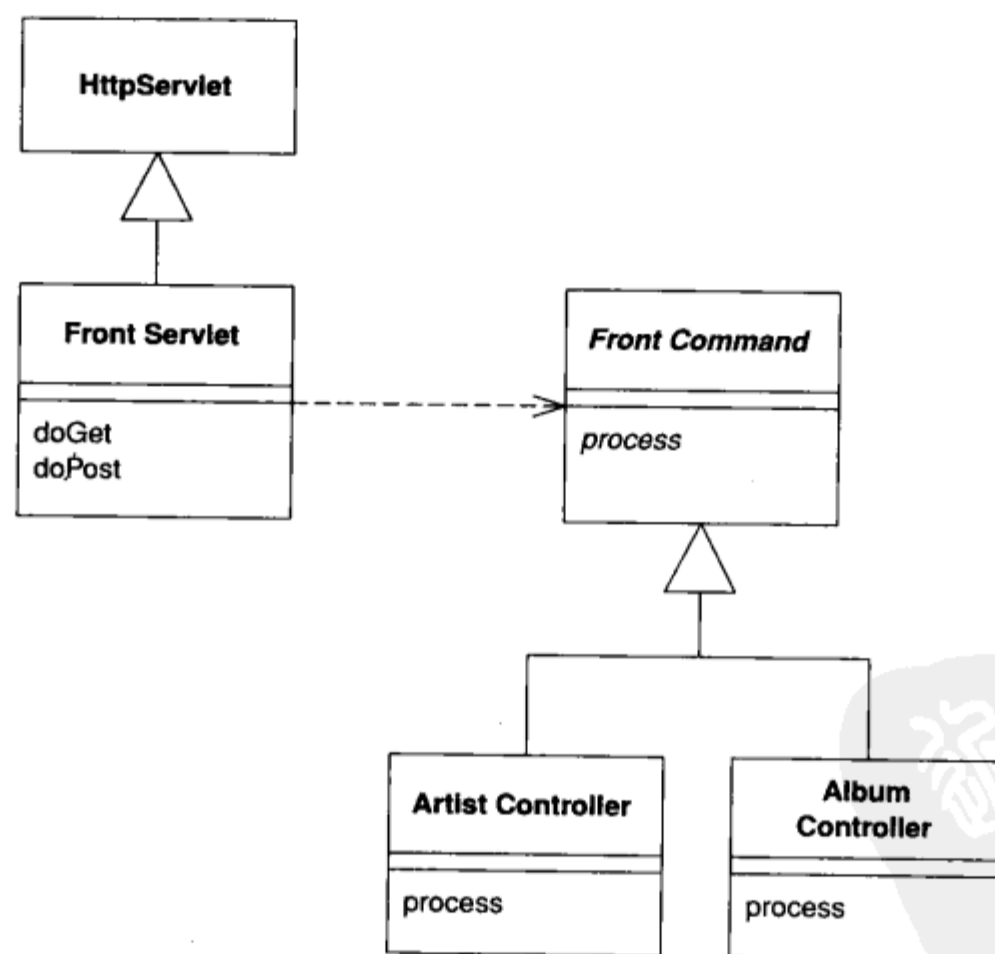 HttpServlet
Front Servlet
doGet
doPost
Front Command
process
Artist Controller
process
Album
Controller
process